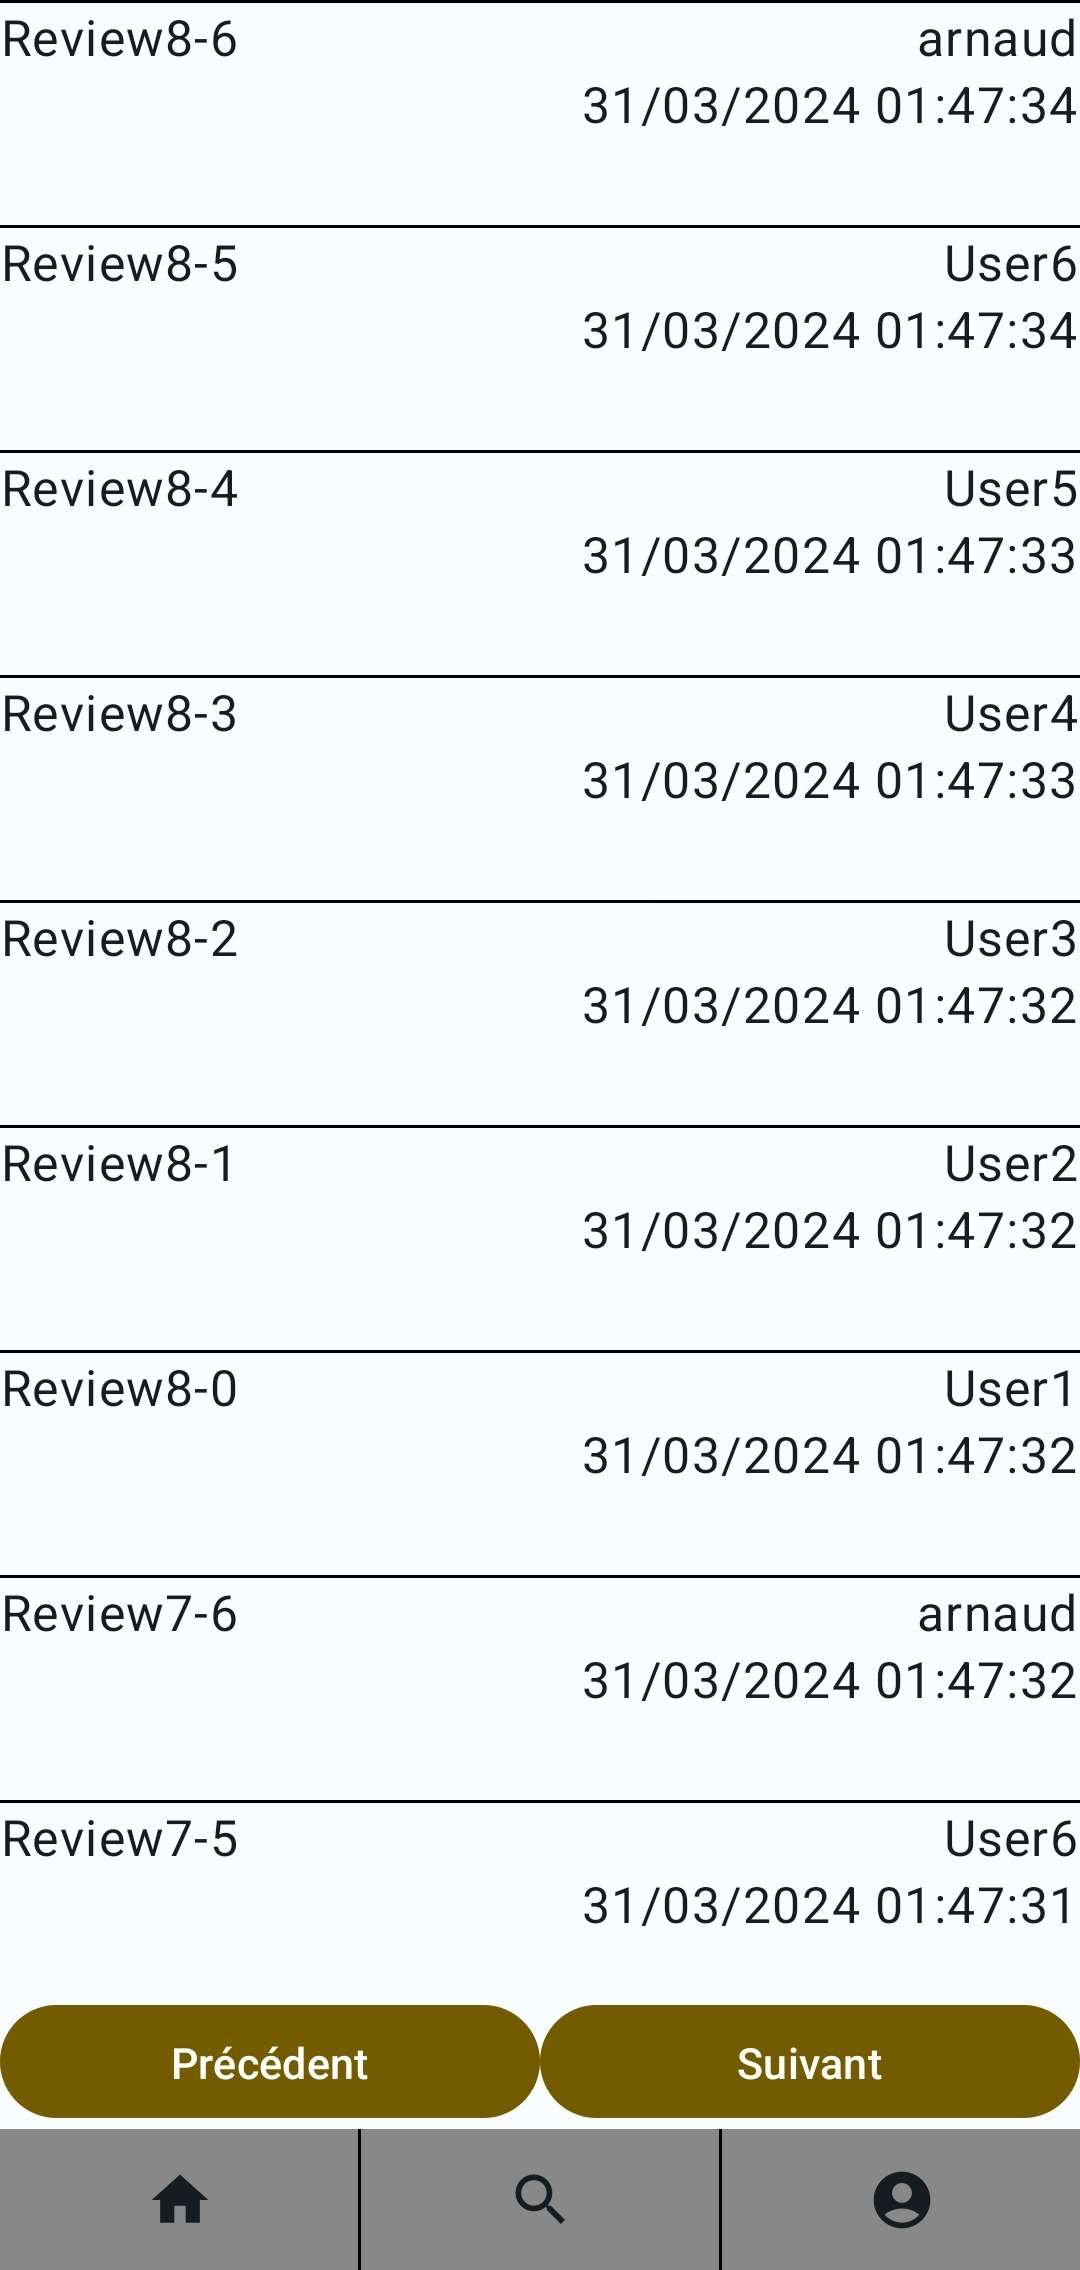 Review8-6 arnaud
31/03/2024 01:47:34
Review8-5 User6
31/03/2024 01:47:34
Review8-4 User5
31/03/2024 01:47:33
Review8-3 User4
31/03/2024 01:47:33
Review8-2 User3
31/03/2024 01:47:32
Review8-1 User2
31/03/2024 01:47:32
Review8-0 User1
31/03/2024 01:47:32
Review7-6 arnaud
31/03/2024 01:47:32
Review7-5 User6
31/03/2024 01:47:31
Précédent Suivant